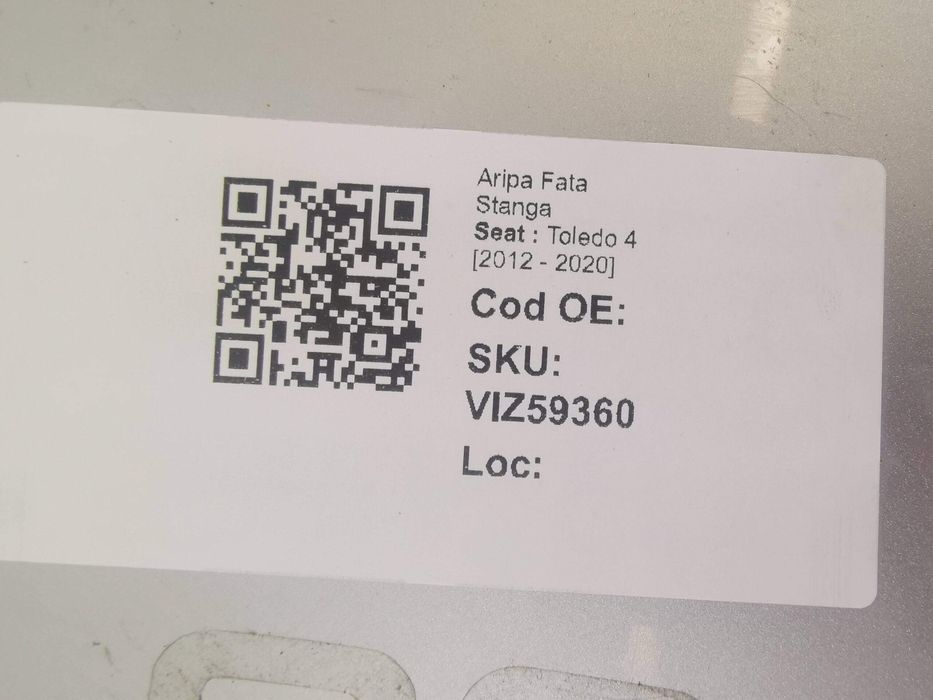 Aripa Fata
Stanga
Seat : Toledo 4
[2012 - 2020]
Cod OE:
SKU:
VIZ59360
Loc: